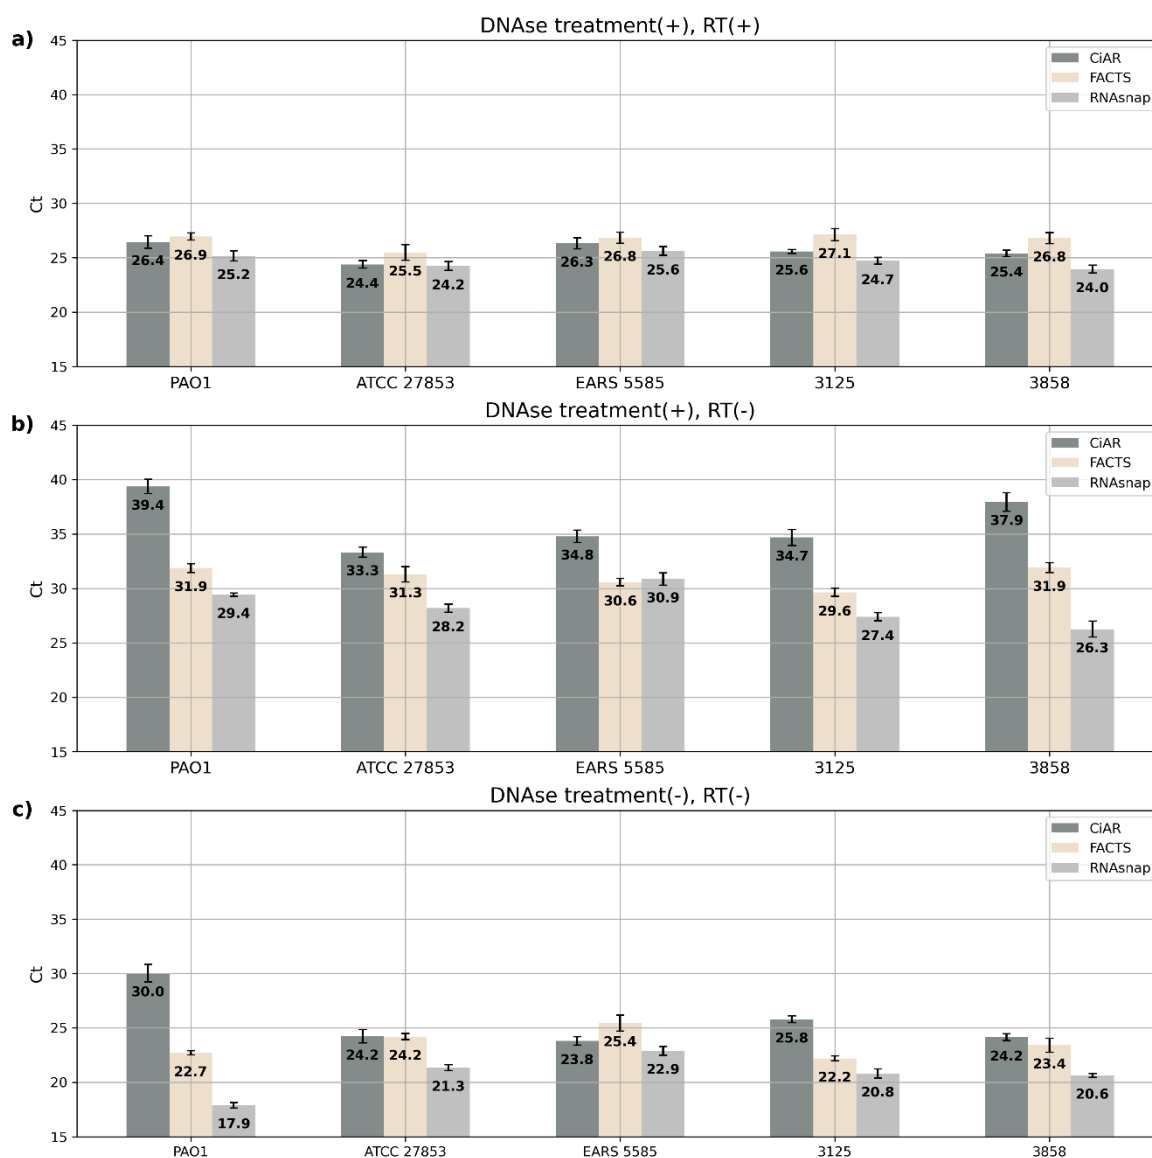 DNAse treatment(+), RT(+)
a)
45
40
35
30
25
20
15
Ct
CiAR
FACTS
RNAsnap
26.4
26.9
25.2
24.4
25.5
24.2
26.3
26.8
25.6
25.6
27.1
24.7
25.4
26.8
24.0
PAO1
ATCC 27853
EARS 5585
3125
3858
DNAse treatment(+), RT(-)
b)
45
40
35
30
25
20
15
Ct
CiAR
FACTS
RNAsnap
39.4
31.9
29.4
33.3
31.3
28.2
34.8
30.6
30.9
34.7
29.6
27.4
37.9
31.9
26.3
PAO1
ATCC 27853
EARS 5585
3125
3858
DNAse treatment(-), RT(-)
c)
45
40
35
30
25
20
15
Ct
CiAR
FACTS
RNAsnap
30.0
22.7
17.9
24.2
24.2
21.3
23.8
25.4
22.9
25.8
22.2
20.8
24.2
23.4
20.6
PAO1
ATCC 27853
EARS 5585
3125
3858